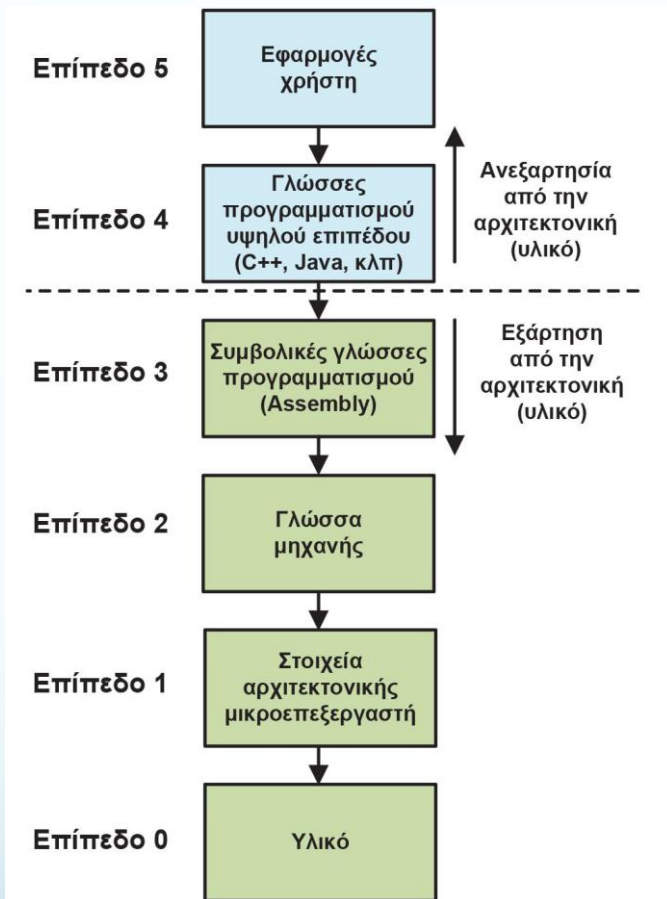 Επίπεδο 5
Εφαρμογές
χρήστη
Επίπεδο 4
Γλώσσες
προγραμματισμού
υψηλού επιπέδου
(C++, Java, κλπ)
Ανεξαρτησία
από την
αρχιτεκτονική
(υλικό)
Επίπεδο 3
Συμβολικές γλώσσες
προγραμματισμού
(Assembly)
Εξάρτηση
από την
αρχιτεκτονική
(υλικό)
Επίπεδο 2
Γλώσσα
μηχανής
Επίπεδο 1
Στοιχεία
αρχιτεκτονικής
μικροεπεξεργαστή
Επίπεδο 0
Υλικό